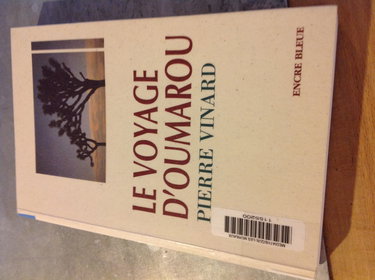 LE VOYAGE
D'OUMAROU
PIERRE VINARD
ENCRE BLEUE